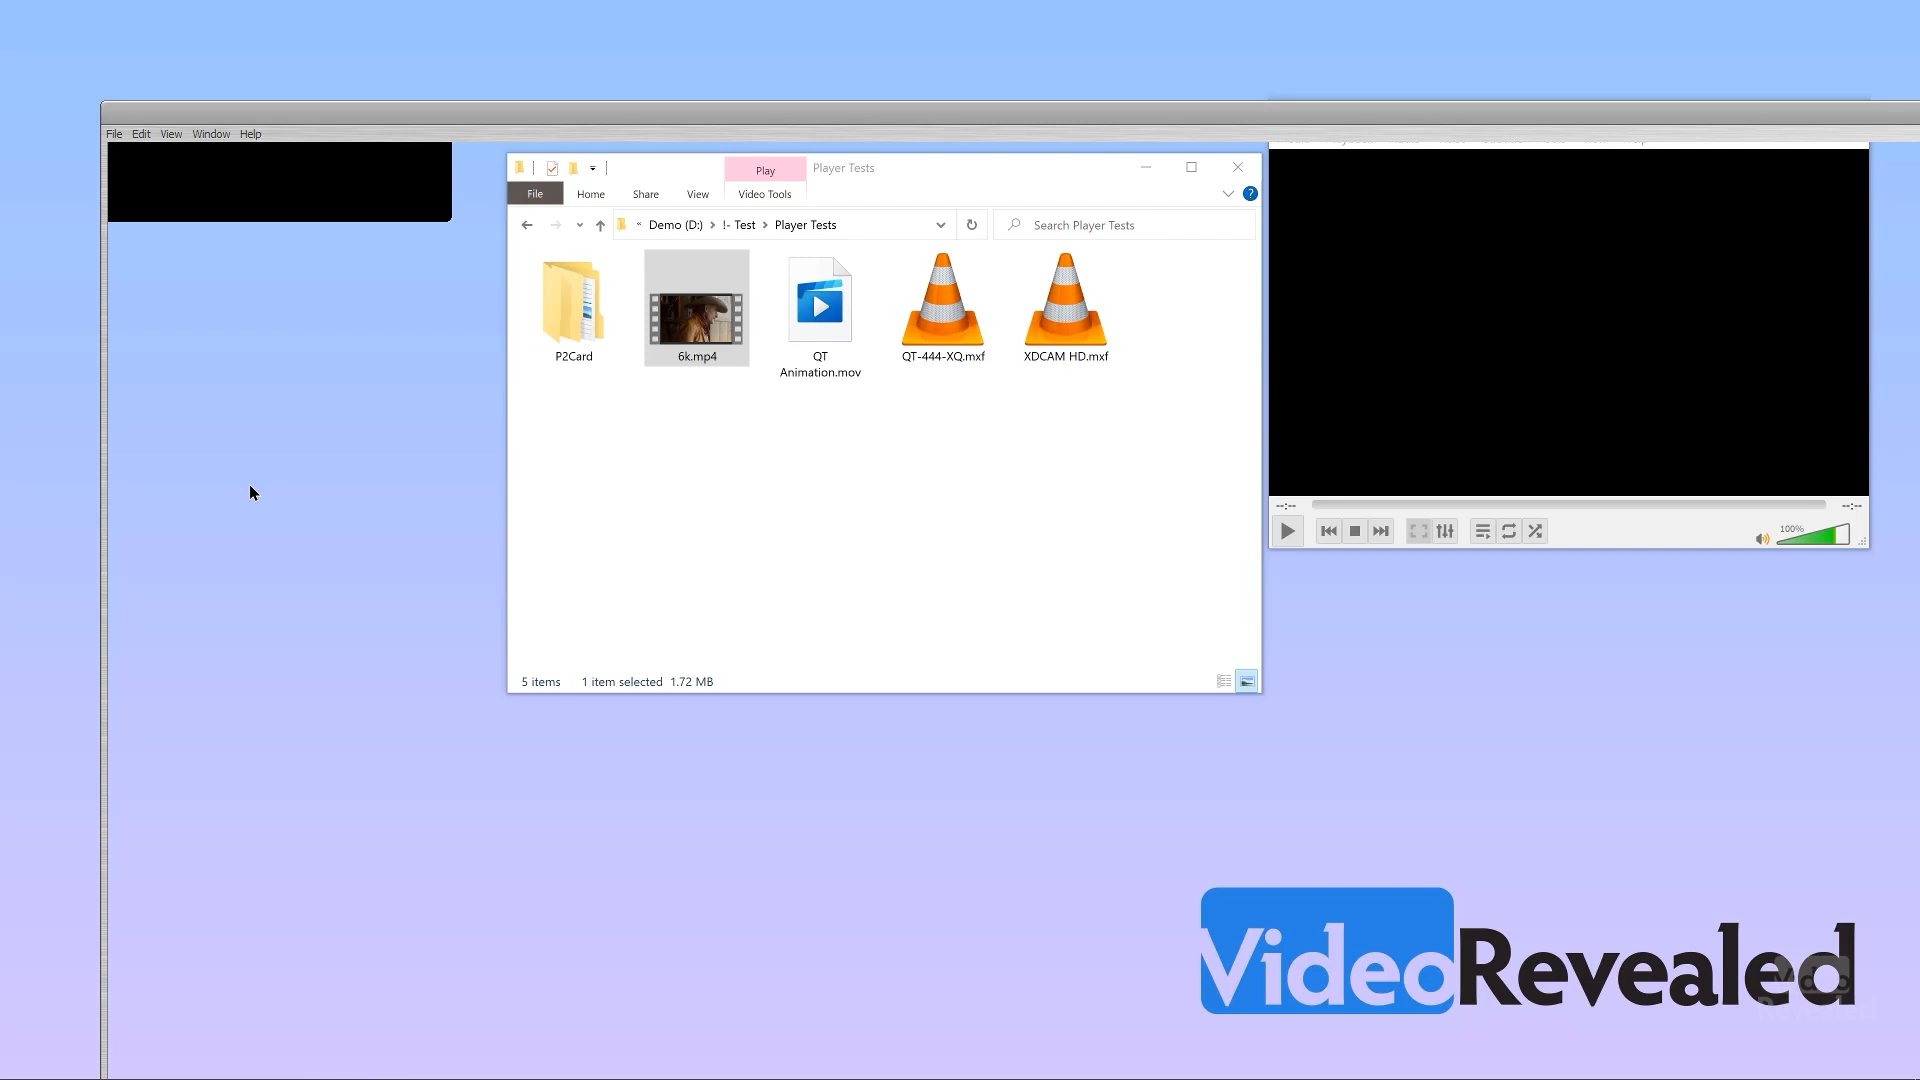 File Edit View Window Help
Play
Player Tests
File
Home
Share
View
Video Tools
?
« Demo (D:) > !- Test > Player Tests
Search Player Tests
P2Card
6k.mp4
QT
Animation.mov
QT-444-XQ.mxf
XDCAM HD.mxf
5 items
1 item selected 1.72 MB
--:--
--:--
100%
VideoRevealed